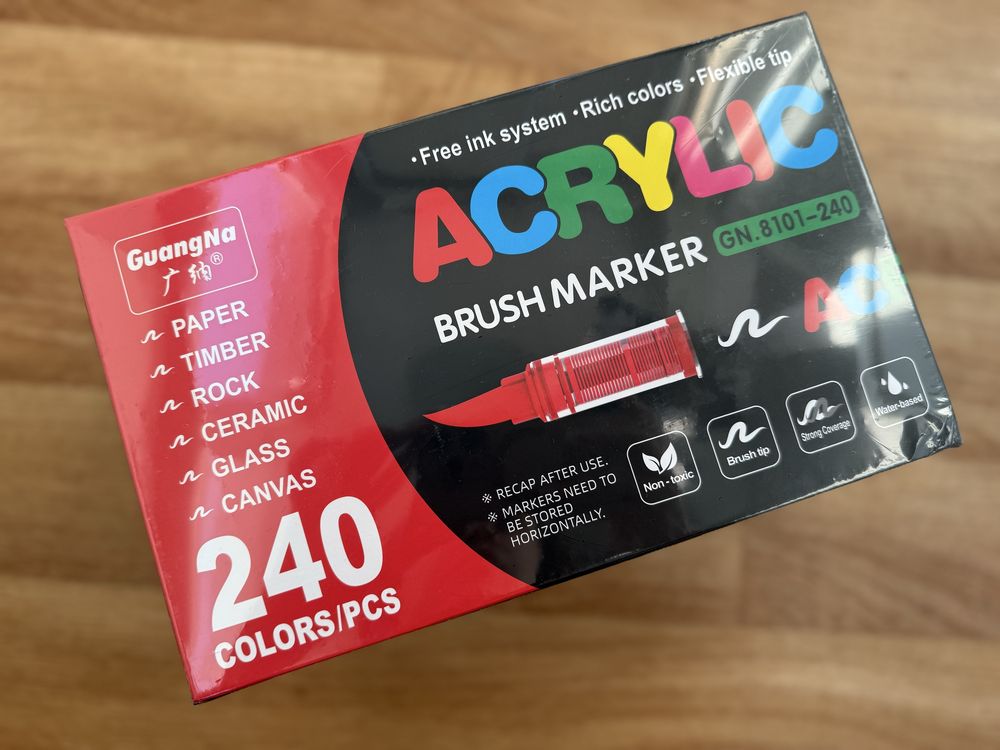 •Free ink system •Rich colors •Flexible tip
ACRYLIC
BRUSH MARKER
GN.8101-240
AC
GuangNa
广纳®
PAPER
TIMBER
ROCK
CERAMIC
GLASS
CANVAS
240
COLORS/PCS
※ RECAP AFTER USE.
※ MARKERS NEED TO
BE STORED
HORIZONTALLY.
Non-toxic
Brush tip
Strong Coverage
Water-based